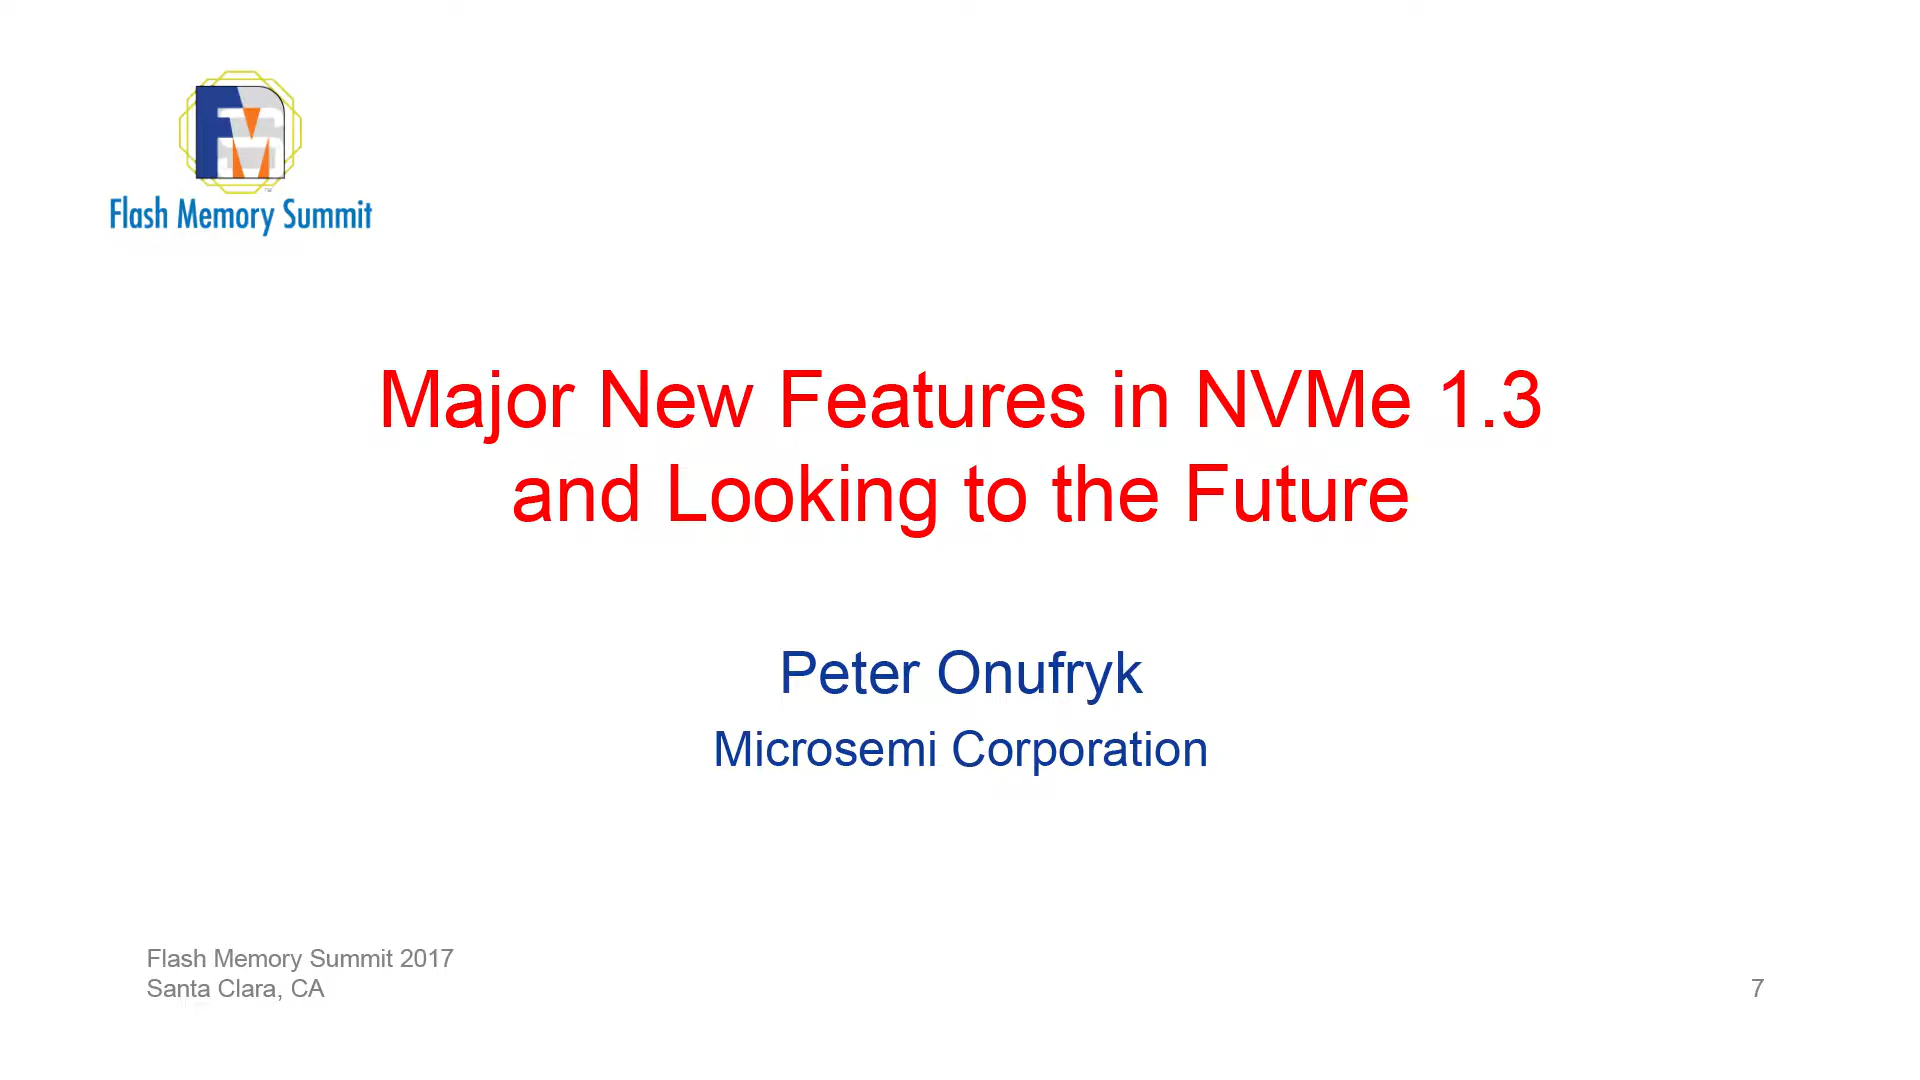 Flash Memory Summit
Major New Features in NVMe 1.3
and Looking to the Future
Peter Onufryk
Microsemi Corporation
Flash Memory Summit 2017
Santa Clara, CA
7